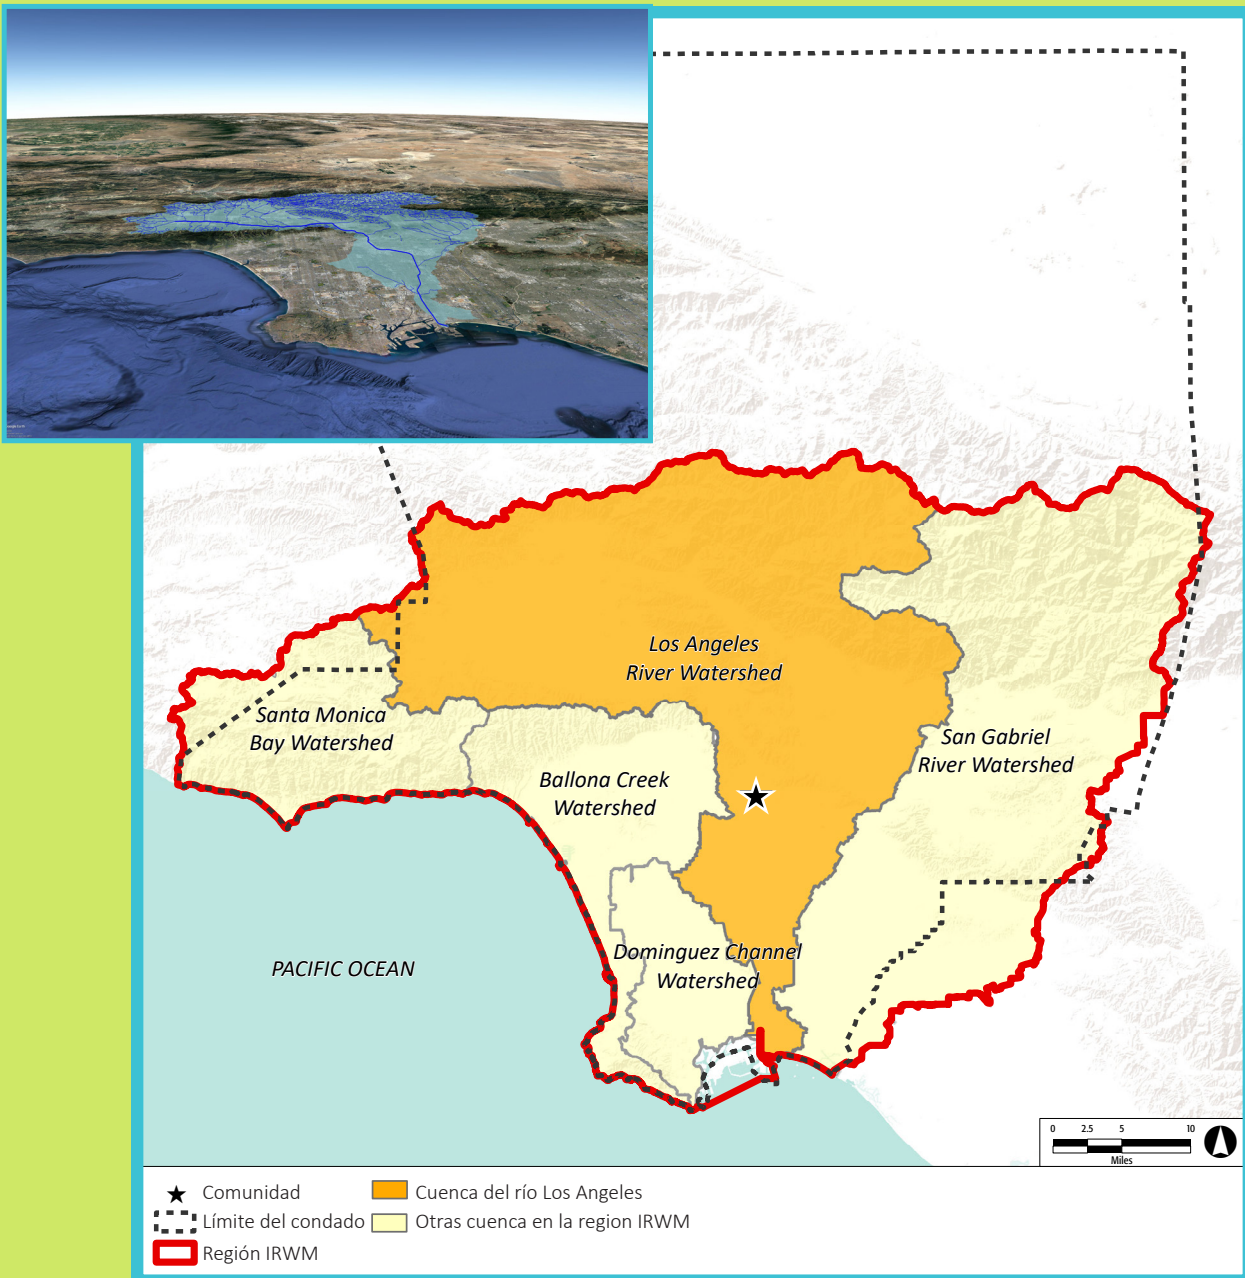 Los Angeles
River Watershed
Santa Monica
Bay Watershed
San Gabriel
River Watershed
Ballona Creek
Watershed
Dominguez Channel
Watershed
PACIFIC OCEAN
0 2.5 5 10
Miles
Comunidad
Cuenca del río Los Angeles
Límite del condado
Otras cuenca en la region IRWM
Región IRWM